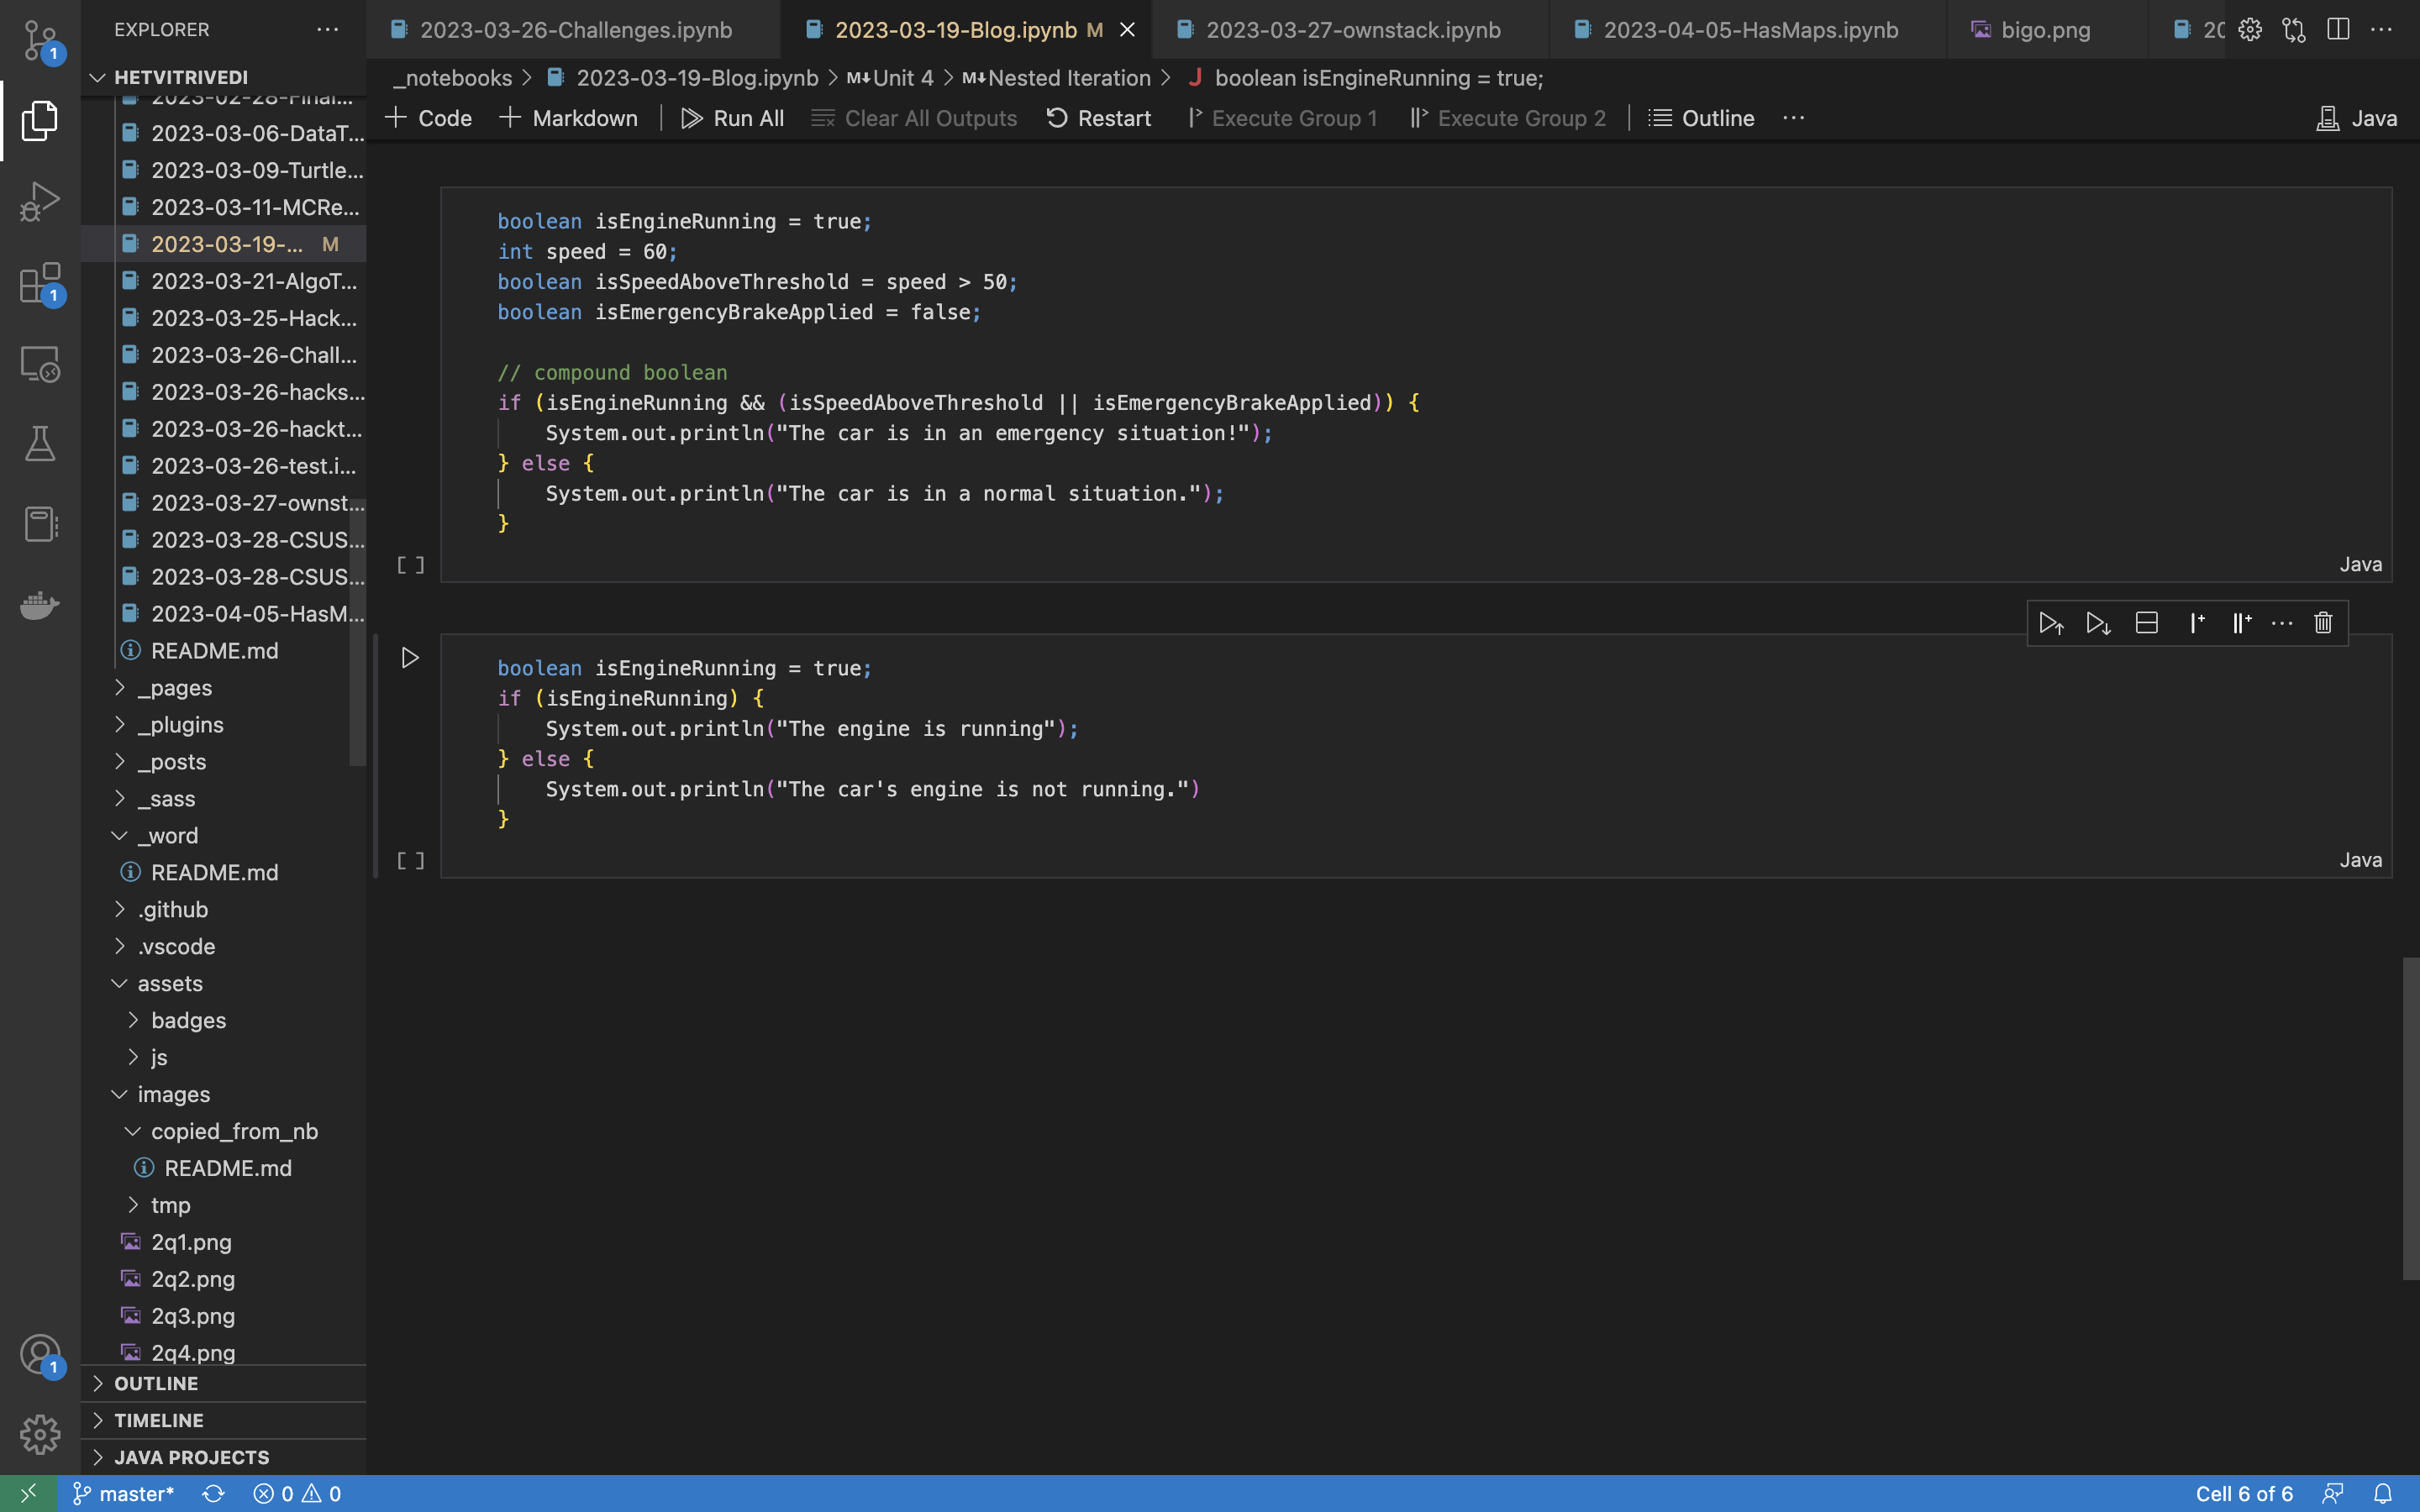 1
EXPLORER
...
HETVITRIVEDI
2023-02-28-Final...
2023-03-06-DataT...
2023-03-09-Turtle...
2023-03-11-MCRe...
2023-03-19-... M
2023-03-21-AlgoT...
2023-03-25-Hack...
1
2023-03-26-Chall...
2023-03-26-hacks...
2023-03-26-hackt...
2023-03-26-test.i...
2023-03-27-ownst...
2023-03-28-CSUS...
2023-03-28-CSUS...
2023-04-05-HasM...
README.md
_pages
_plugins
_posts
_sass
_word
README.md
.github
.vscode
assets
badges
js
images
copied_from_nb
README.md
tmp
2q1.png
2q2.png
2q3.png
2q4.png
1
OUTLINE
TIMELINE
JAVA PROJECTS
2023-03-26-Challenges.ipynb
2023-03-19-Blog.ipynb M
2023-03-27-ownstack.ipynb
2023-04-05-HasMaps.ipynb
bigo.png
20
_notebooks > 2023-03-19-Blog.ipynb > M↓Unit 4 > M↓Nested Iteration > J boolean isEngineRunning = true;
+ Code + Markdown | Run All Clear All Outputs Restart Execute Group 1 Execute Group 2 | Outline ... Java
boolean isEngineRunning = true;
int speed = 60;
boolean isSpeedAboveThreshold = speed > 50;
boolean isEmergencyBrakeApplied = false;
// compound boolean
if (isEngineRunning && (isSpeedAboveThreshold || isEmergencyBrakeApplied)) {
System.out.println("The car is in an emergency situation!");
} else {
System.out.println("The car is in a normal situation.");
}
[ ]
Java
boolean isEngineRunning = true;
if (isEngineRunning) {
System.out.println("The engine is running");
} else {
System.out.println("The car's engine is not running.")
}
[ ]
Java
master* 0 0
Cell 6 of 6